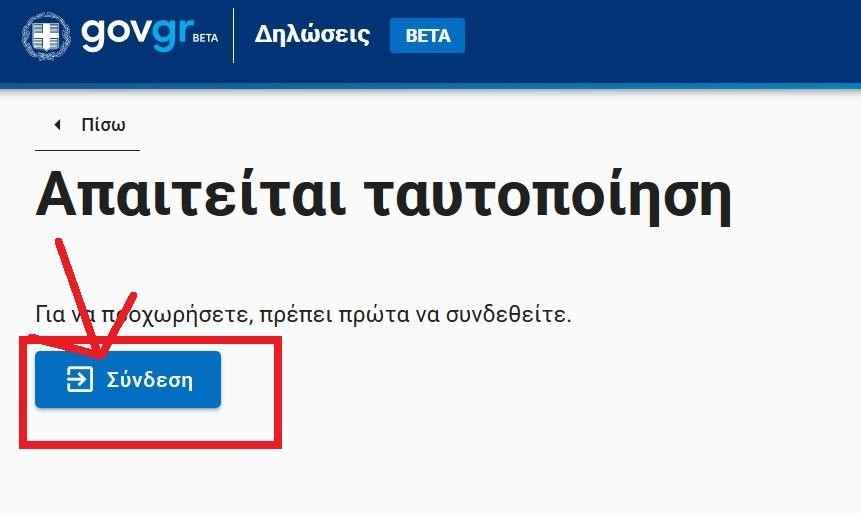 govgr BETA
Δηλώσεις BETA
Πίσω
Απαιτείται ταυτοποίηση
Για να προχωρήσετε, πρέπει πρώτα να συνδεθείτε.
Σύνδεση